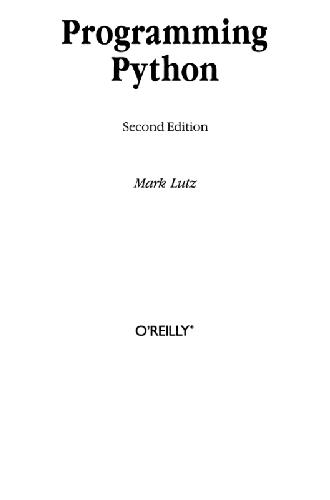 Programming
Python
Second Edition
Mark Lutz
O'REILLY®